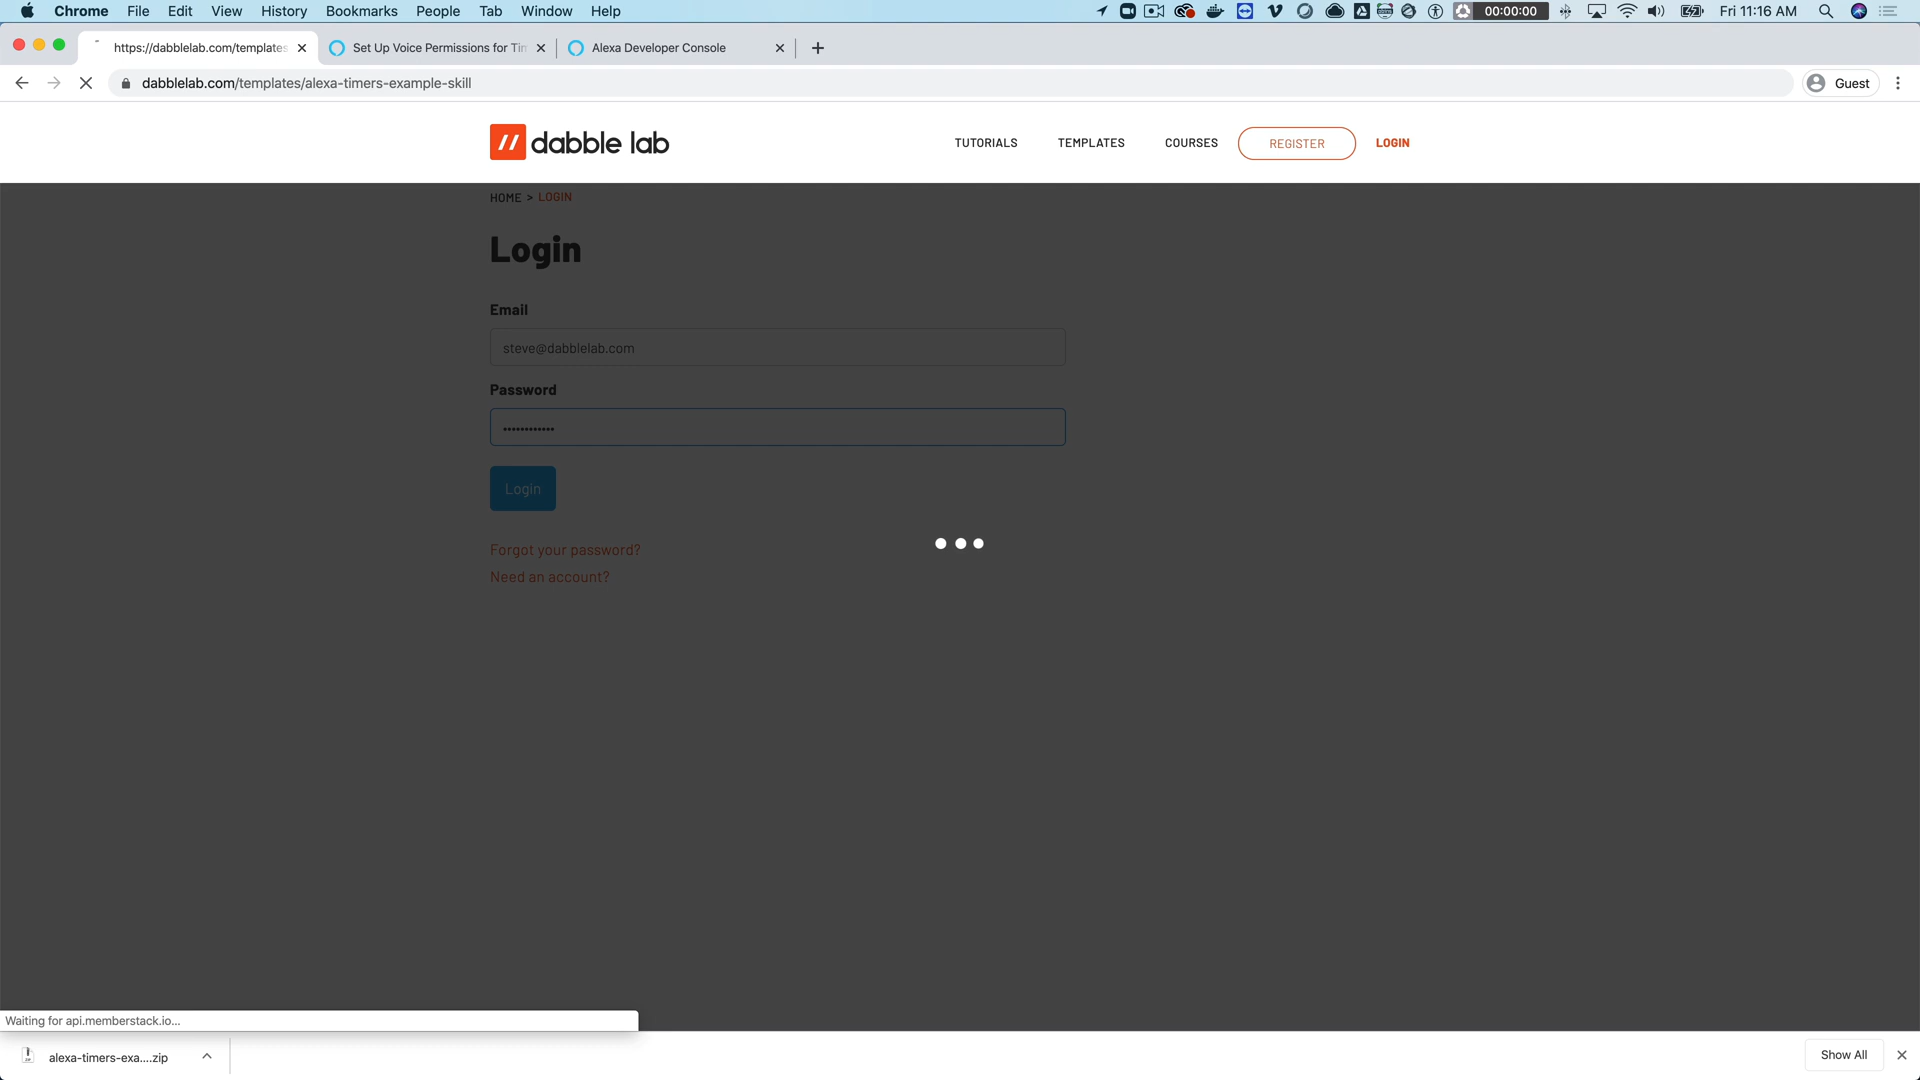 Chrome File Edit View History Bookmarks People Tab Window Help 00:00:00 Fri 11:16 AM
https://dabblelab.com/templates Set Up Voice Permissions for Tim Alexa Developer Console
dabblelab.com/templates/alexa-timers-example-skill Guest
dabble lab TUTORIALS TEMPLATES COURSES REGISTER LOGIN
HOME > LOGIN
Login
Email
steve@dabblelab.com
Password
Login
Forgot your password?
Need an account?
Waiting for api.memberstack.io...
alexa-timers-exa....zip Show All